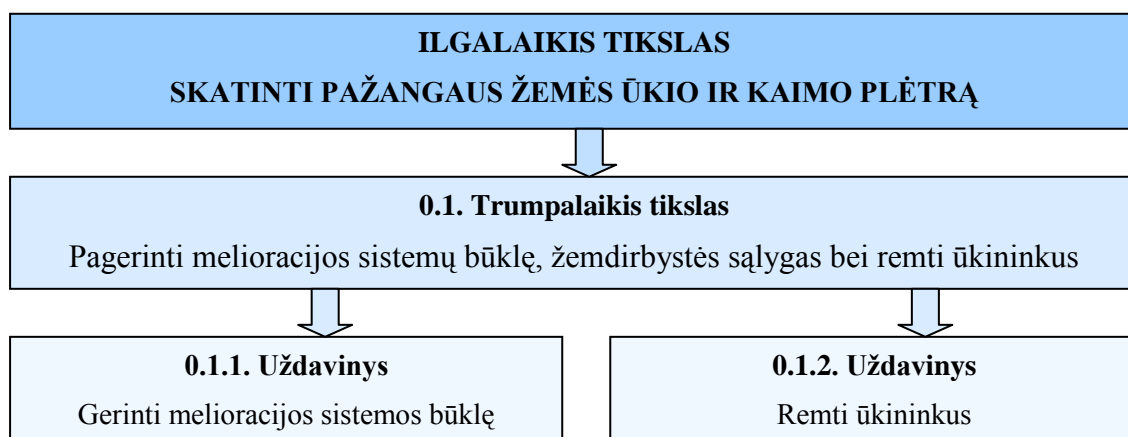 ILGALAIKIS TIKSLAS
SKATINTI PAŽANGAUS ŽEMĖS ŪKIO IR KAIMO PLĖTRĄ
0.1. Trumpalaikis tikslas
Pagerinti melioracijos sistemų būklę, žemdirbystės sąlygas bei remti ūkininkus
0.1.1. Uždavinys
Gerinti melioracijos sistemos būklę
0.1.2. Uždavinys
Remti ūkininkus